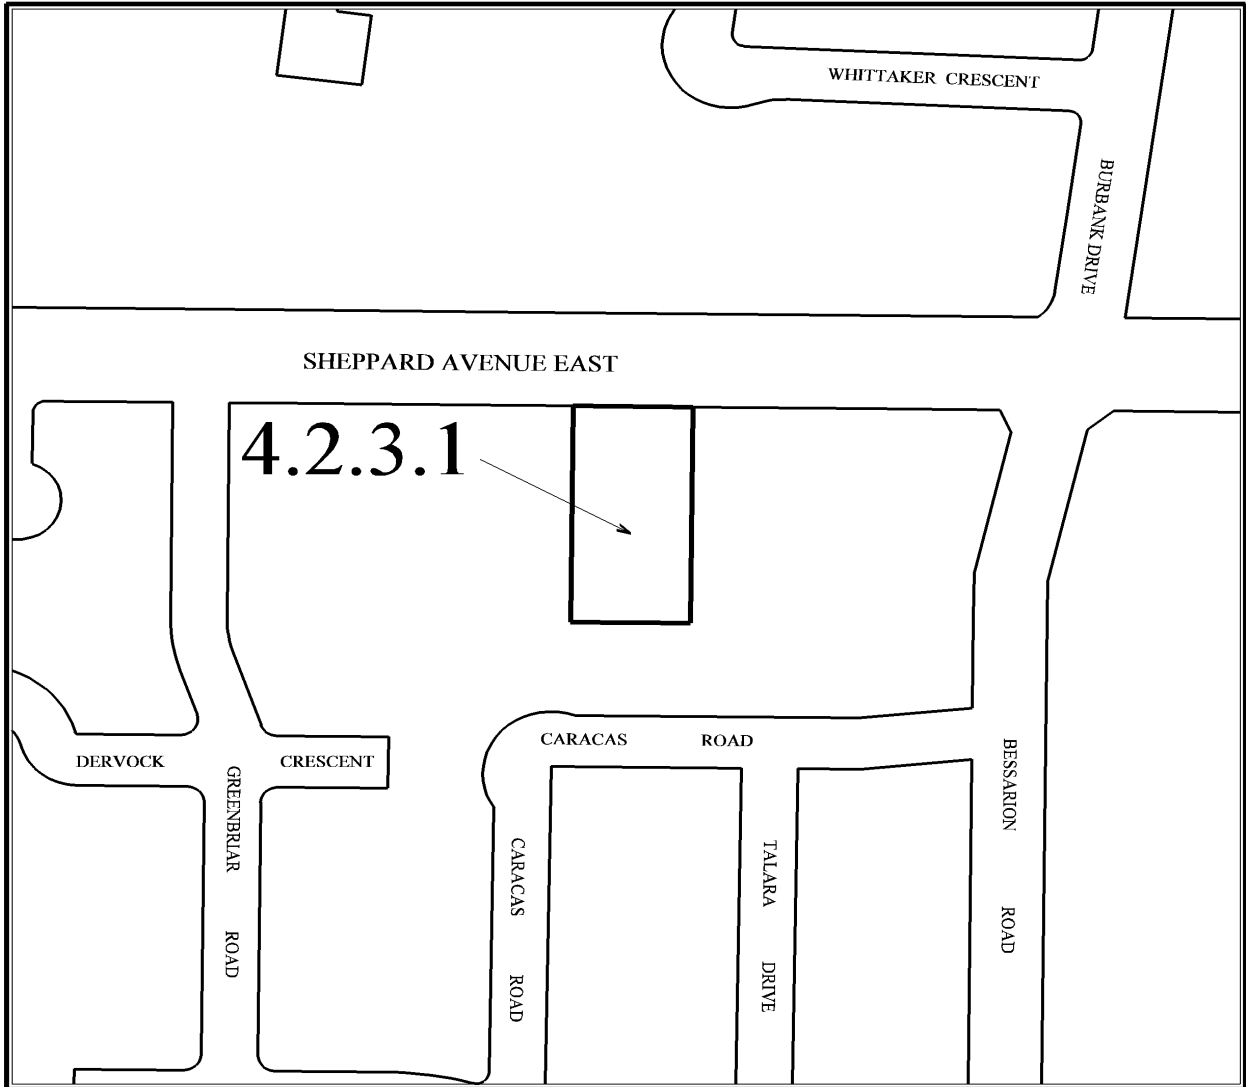 WHITTAKER CRESCENT
BURBANK DRIVE
SHEPPARD AVENUE EAST
4.2.3.1
CARACAS ROAD
DERVOCK CRESCENT
GREENBRIAR ROAD
CARACAS ROAD
TALARA DRIVE
BESSARION ROAD